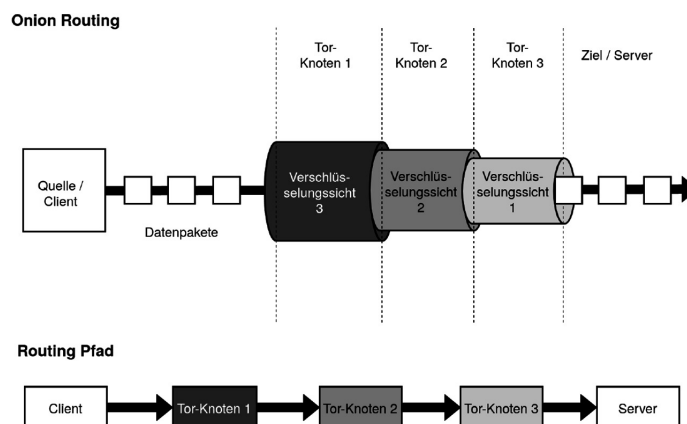 Onion Routing
Tor-
Knoten 1
Tor-
Knoten 2
Tor-
Knoten 3
Ziel / Server
Quelle /
Client
Datenpakete
Verschlüs-
selungssicht
3
Verschlüs-
selungssicht
2
Verschlüs-
selungssicht
1
Routing Pfad
Client
Tor-Knoten 1
Tor-Knoten 2
Tor-Knoten 3
Server